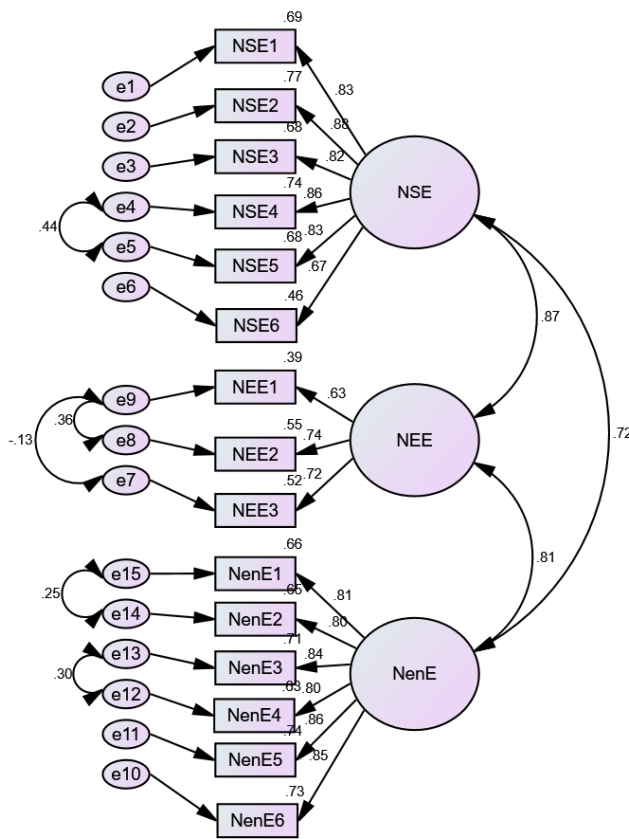 .69
NSE1
e1
.77
.83
NSE2
e2
.88
.68
NSE3
.82
e3
.74
.86
NSE
e4
NSE4
.44
.68
.83
e5
NSE5
.67
e6
.46
NSE6
.87
.39
NEE1
.63
e9
.36
.55
.74
-.13
e8
NEE2
NEE
.72
.52
.72
e7
NEE3
.66
e15
NenE1
.81
.81
.25
.65
e14
NenE2
.80
.71
e13
NenE3
.84
.30
.63
.80
NenE
e12
NenE4
.74
.86
e11
NenE5
.85
e10
.73
NenE6